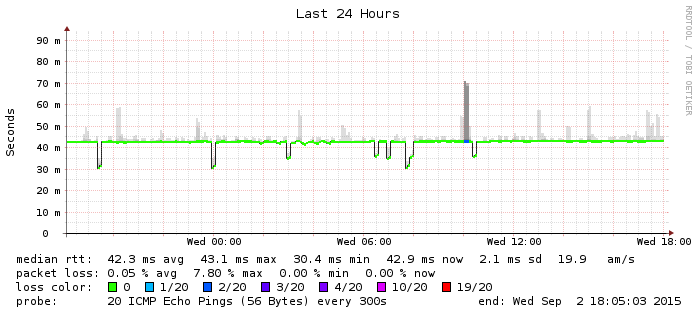 Last 24 Hours
RRDTOOL / TOBI OETIKER
Seconds
90 m
80 m
70 m
60 m
50 m
40 m
30 m
20 m
10 m
0
Wed 00:00 Wed 06:00 Wed 12:00 Wed 18:00
median rtt: 42.3 ms avg 43.1 ms max 30.4 ms min 42.9 ms now 2.1 ms sd 19.9 am/s
packet loss: 0.05 % avg 7.80 % max 0.00 % min 0.00 % now
loss color: 0 1/20 2/20 3/20 4/20 10/20 19/20
probe: 20 ICMP Echo Pings (56 Bytes) every 300s end: Wed Sep 2 18:05:03 2015